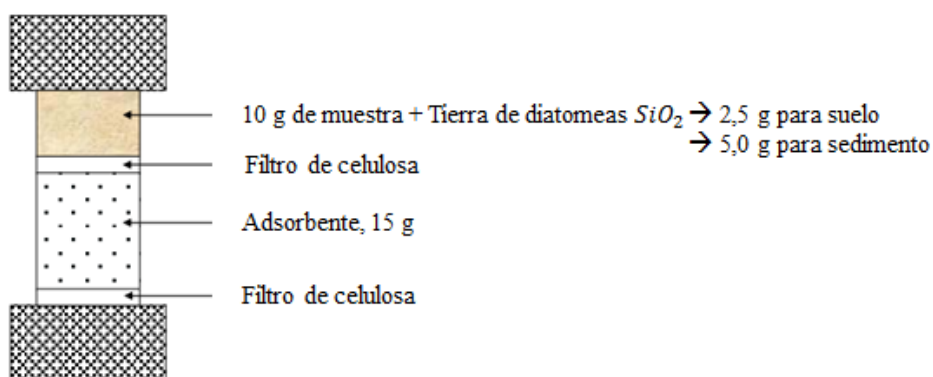 10 g de muestra + Tierra de diatomeas SiO₂ → 2,5 g para suelo
→ 5,0 g para sedimento
Filtro de celulosa
Adsorbente, 15 g
Filtro de celulosa